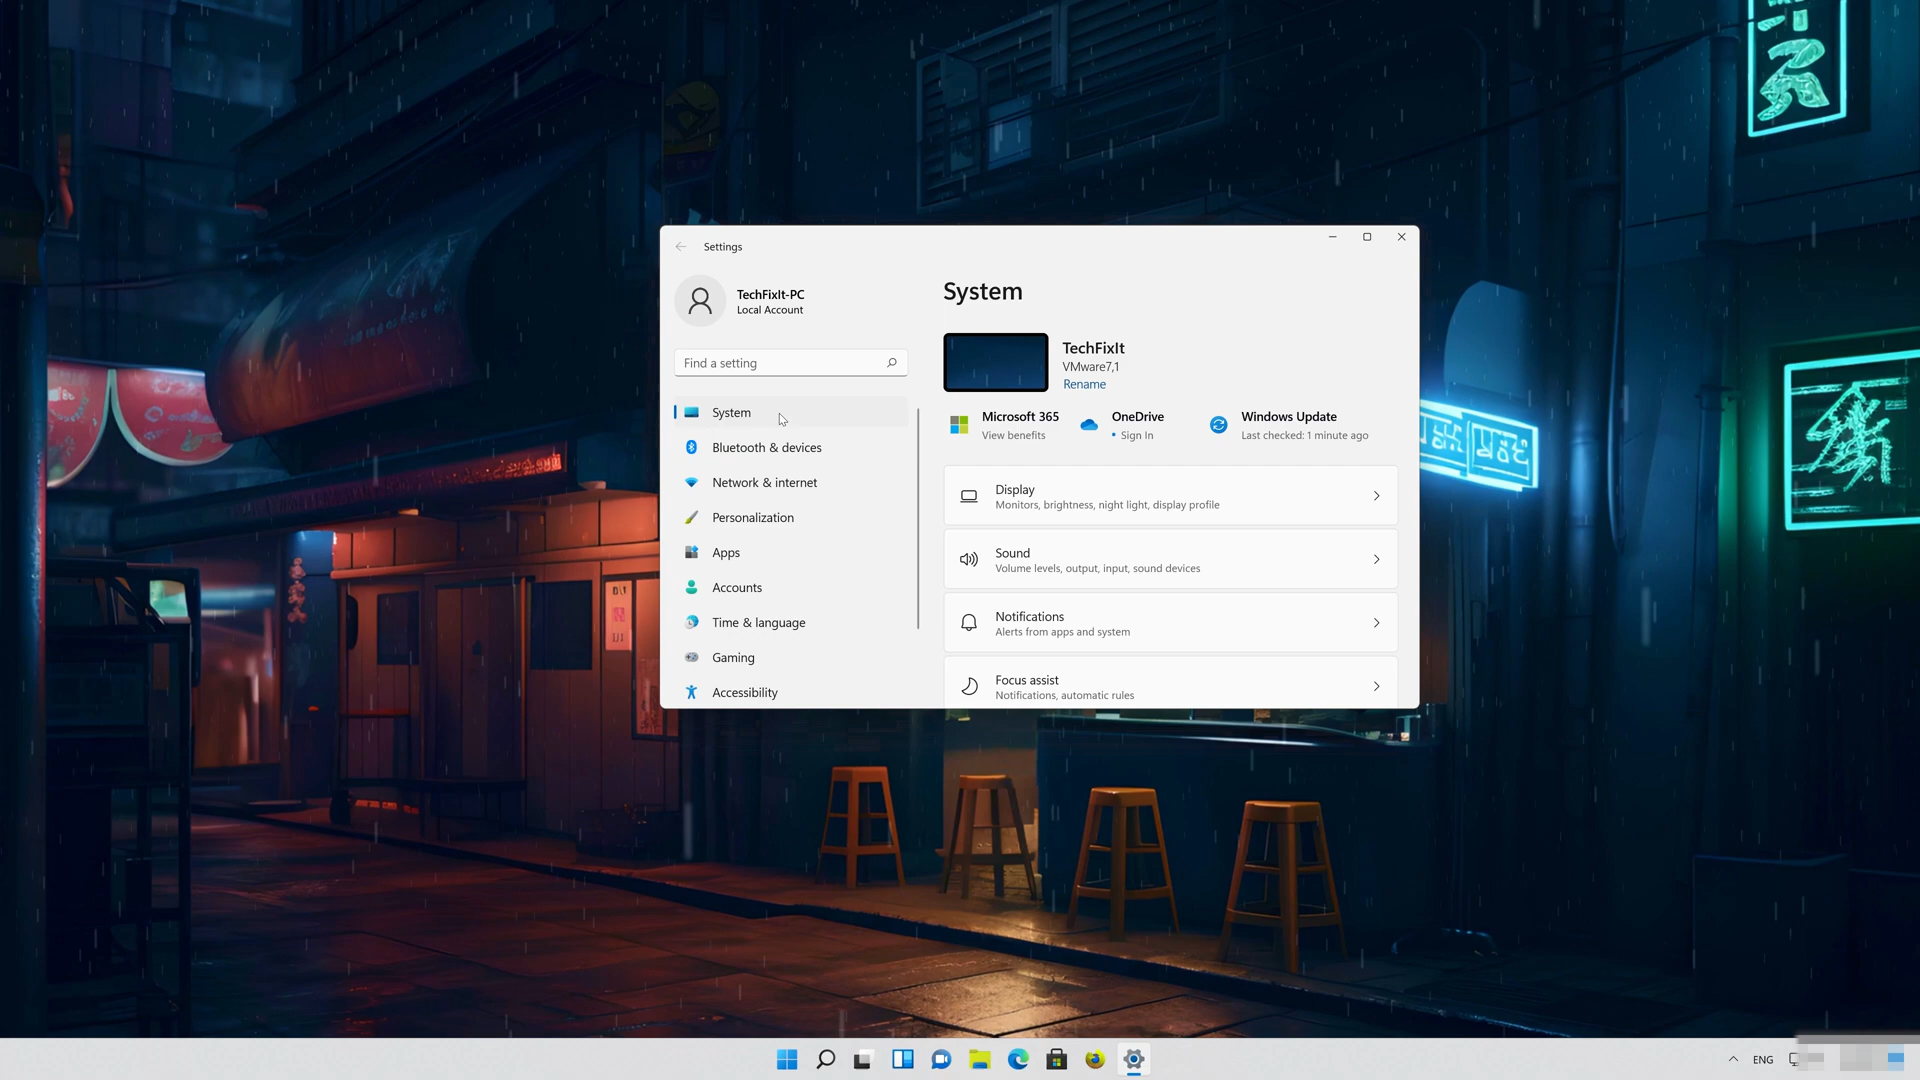 Settings
TechFixIt-PC
Local Account
Find a setting
System
Bluetooth & devices
Network & internet
Personalization
Apps
Accounts
Time & language
Gaming
Accessibility
System
TechFixIt
VMware7,1
Rename
Microsoft 365
View benefits
OneDrive
• Sign In
Windows Update
Last checked: 1 minute ago
Display
Monitors, brightness, night light, display profile
Sound
Volume levels, output, input, sound devices
Notifications
Alerts from apps and system
Focus assist
Notifications, automatic rules
ENG